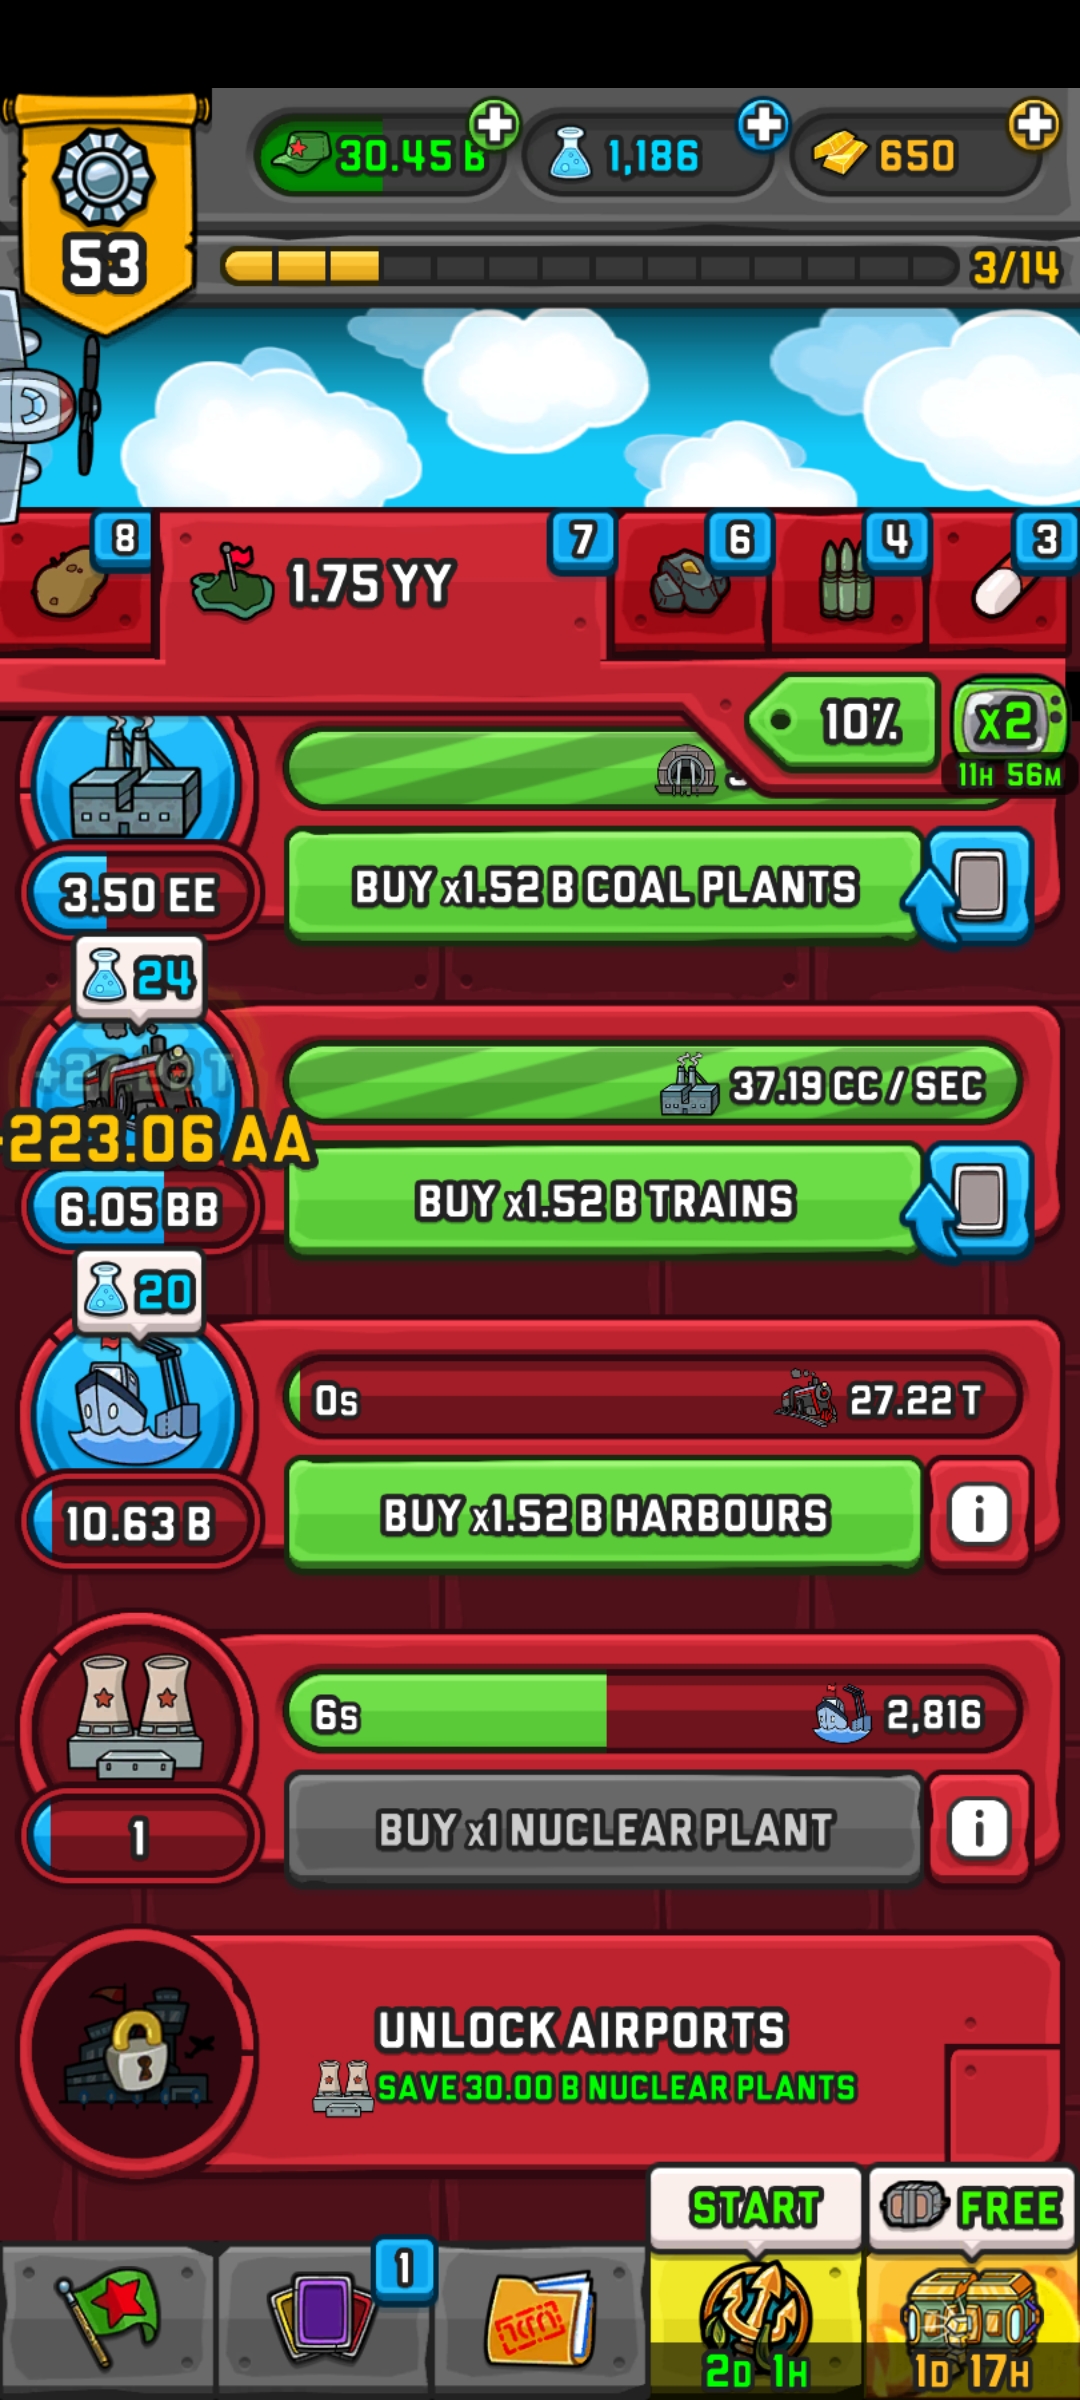 30.45 B
1,186
650
53
3/14
8
1.75 YY
7
6
4
3
10%
x2
11H 56M
3.50 EE
BUY x1.52 B COAL PLANTS
24
37.19 CC / SEC
-223.06 AA
6.05 BB
BUY x1.52 B TRAINS
20
0s
27.22 T
10.63 B
BUY x1.52 B HARBOURS
i
6s
2,816
1
BUY x1 NUCLEAR PLANT
i
UNLOCK AIRPORTS
SAVE 30.00 B NUCLEAR PLANTS
START
FREE
1
2D 1H
1D 17H